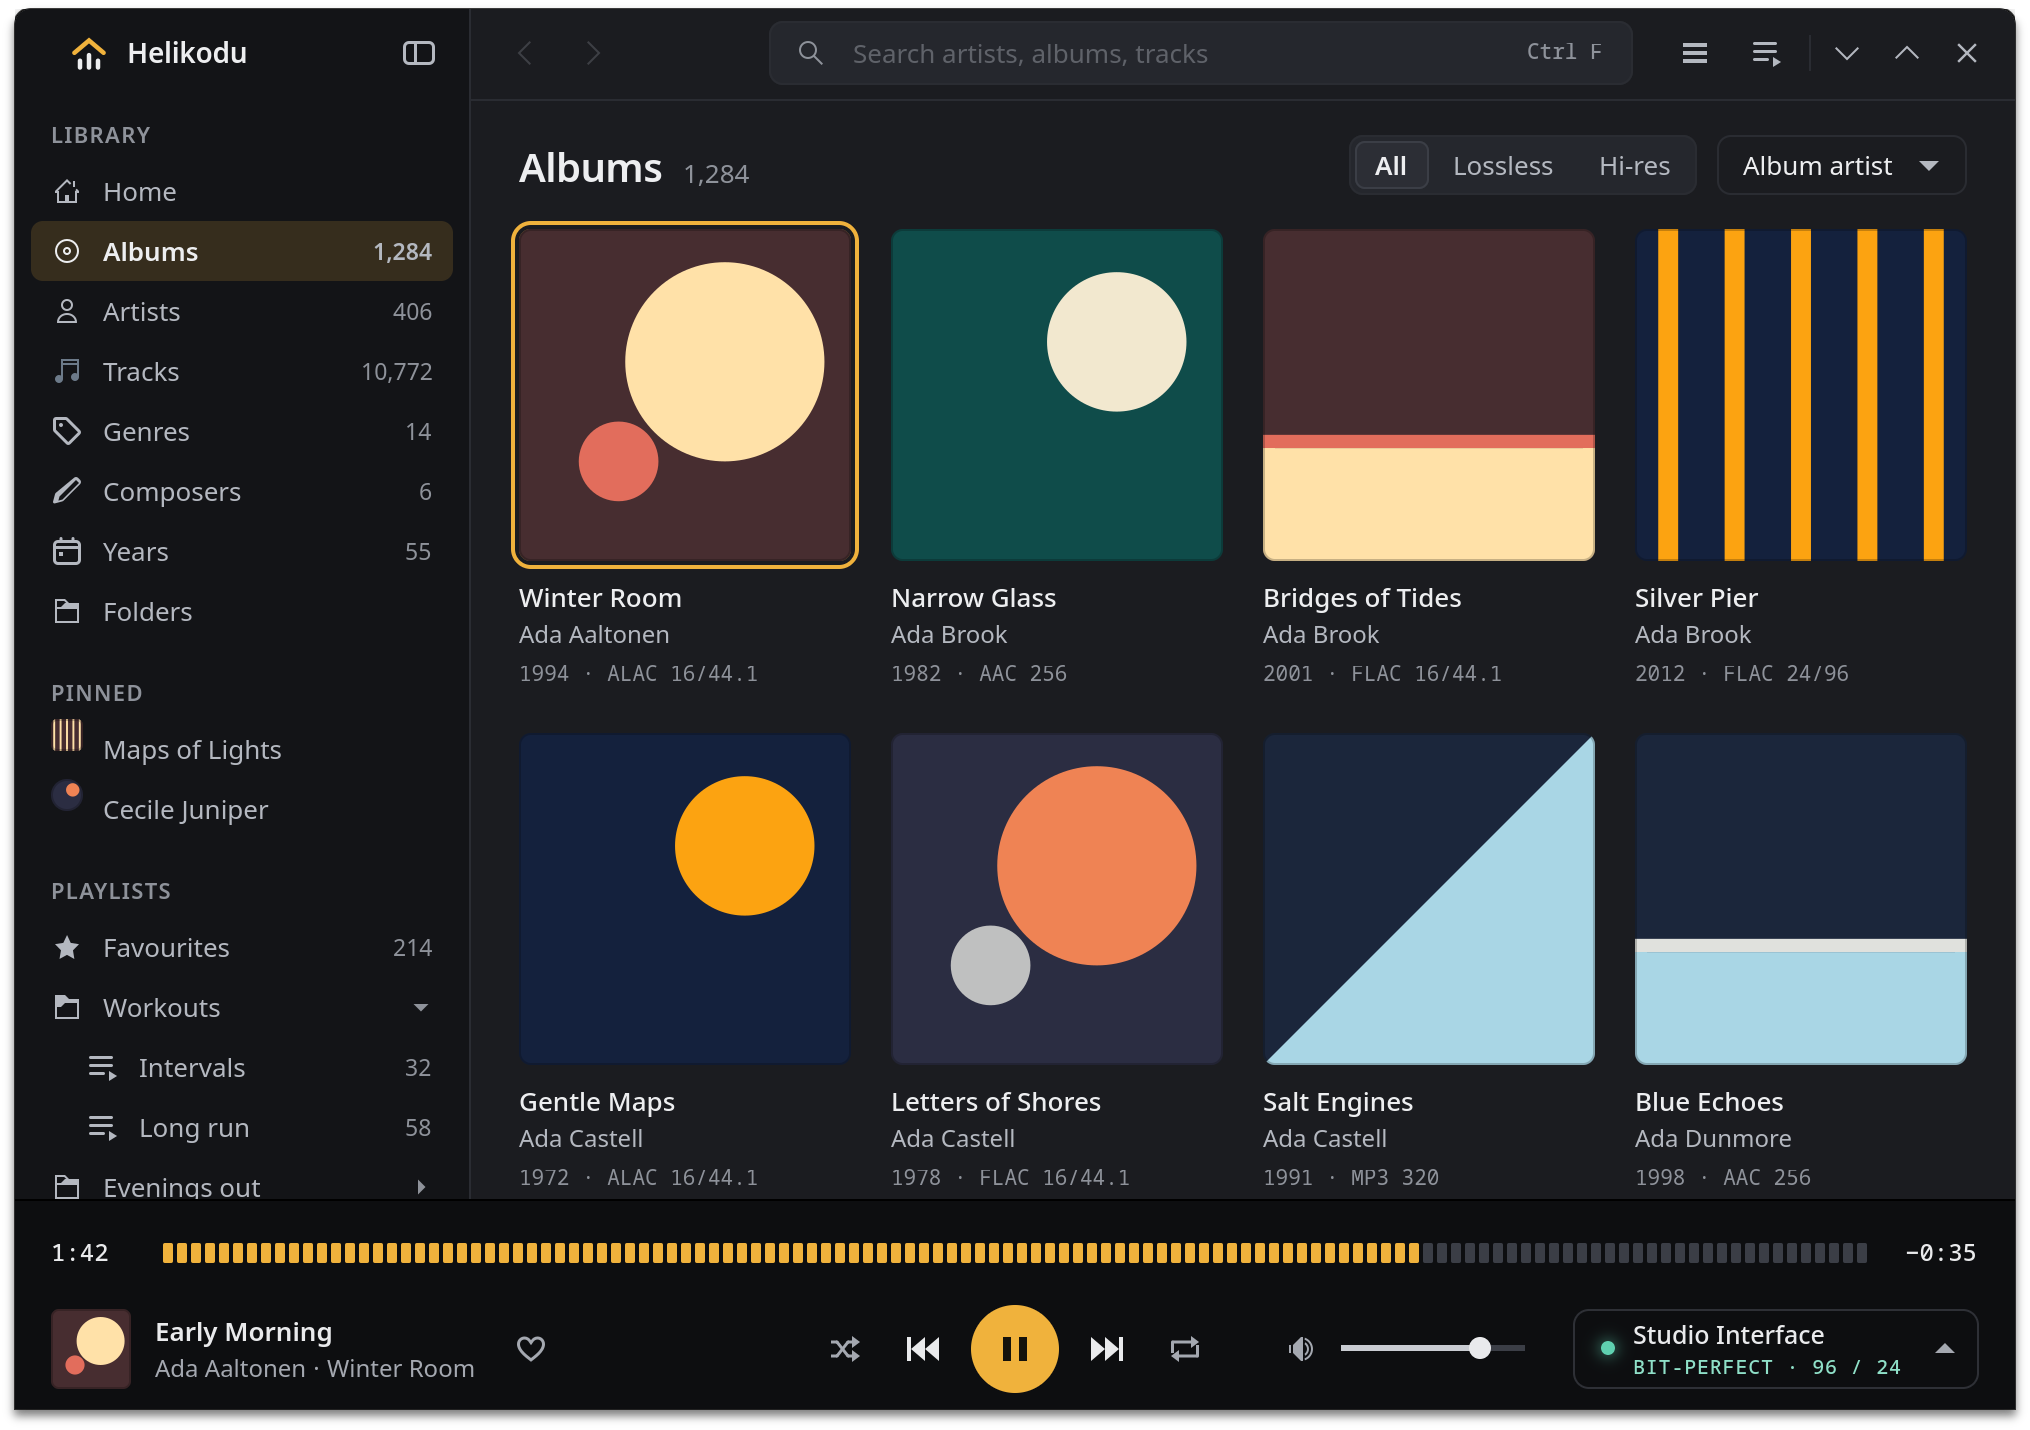 Helikodu
Search artists, albums, tracks
Ctrl F
LIBRARY
Home
Albums 1,284
Artists 406
Tracks 10,772
Genres 14
Composers 6
Years 55
Folders
PINNED
Maps of Lights
Cecile Juniper
PLAYLISTS
Favourites 214
Workouts
Intervals 32
Long run 58
Evenings out
Albums 1,284
All Lossless Hi-res
Album artist
Winter Room
Ada Aaltonen
1994 · ALAC 16/44.1
Narrow Glass
Ada Brook
1982 · AAC 256
Bridges of Tides
Ada Brook
2001 · FLAC 16/44.1
Silver Pier
Ada Brook
2012 · FLAC 24/96
Gentle Maps
Ada Castell
1972 · ALAC 16/44.1
Letters of Shores
Ada Castell
1978 · FLAC 16/44.1
Salt Engines
Ada Castell
1991 · MP3 320
Blue Echoes
Ada Dunmore
1998 · AAC 256
1:42
−0:35
Early Morning
Ada Aaltonen · Winter Room
Studio Interface
BIT-PERFECT · 96 / 24